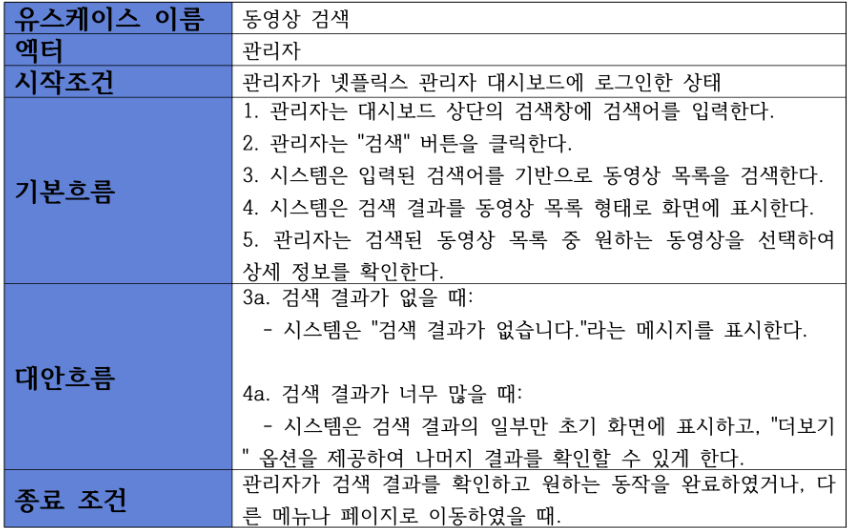 유스케이스 이름
동영상 검색
액터
관리자
시작조건
관리자가 넷플릭스 관리자 대시보드에 로그인한 상태
기본흐름
1. 관리자는 대시보드 상단의 검색창에 검색어를 입력한다.
2. 관리자는 "검색" 버튼을 클릭한다.
3. 시스템은 입력된 검색어를 기반으로 동영상 목록을 검색한다.
4. 시스템은 검색 결과를 동영상 목록 형태로 화면에 표시한다.
5. 관리자는 검색된 동영상 목록 중 원하는 동영상을 선택하여
상세 정보를 확인한다.
대안흐름
3a. 검색 결과가 없을 때:
- 시스템은 "검색 결과가 없습니다."라는 메시지를 표시한다.
4a. 검색 결과가 너무 많을 때:
- 시스템은 검색 결과의 일부만 초기 화면에 표시하고, "더보기
" 옵션을 제공하여 나머지 결과를 확인할 수 있게 한다.
종료 조건
관리자가 검색 결과를 확인하고 원하는 동작을 완료하였거나, 다
른 메뉴나 페이지로 이동하였을 때.